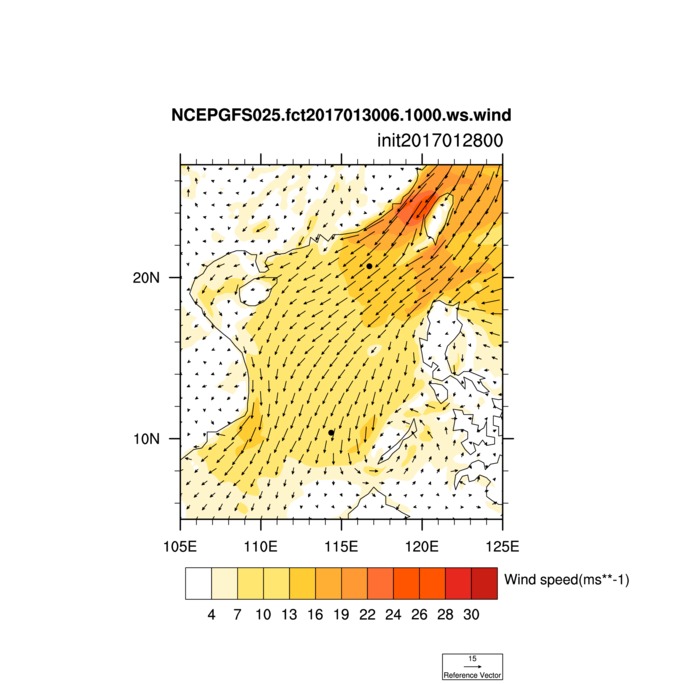 NCEPGFS025.fct2017013006.1000.ws.wind
init2017012800
20N
10N
105E 110E 115E 120E 125E
Wind speed(ms**-1)
4 7 10 13 16 19 22 24 26 28 30
15
Reference Vector